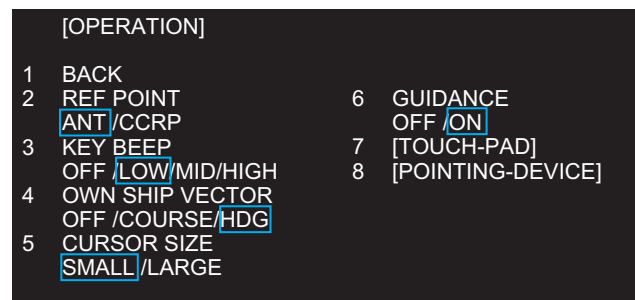 [OPERATION]
1 BACK
2 REF POINT
ANT /CCRP
3 KEY BEEP
OFF /LOW/MID/HIGH
4 OWN SHIP VECTOR
OFF /COURSE/HDG
5 CURSOR SIZE
SMALL /LARGE
6 GUIDANCE
OFF /ON
7 [TOUCH-PAD]
8 [POINTING-DEVICE]